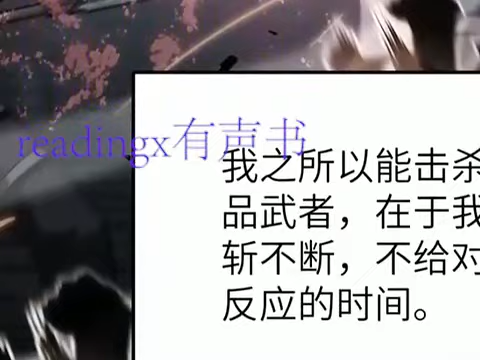 readingx有声书
我之所以能击杀
品武者，在于我
斩不断，不给对
反应的时间。